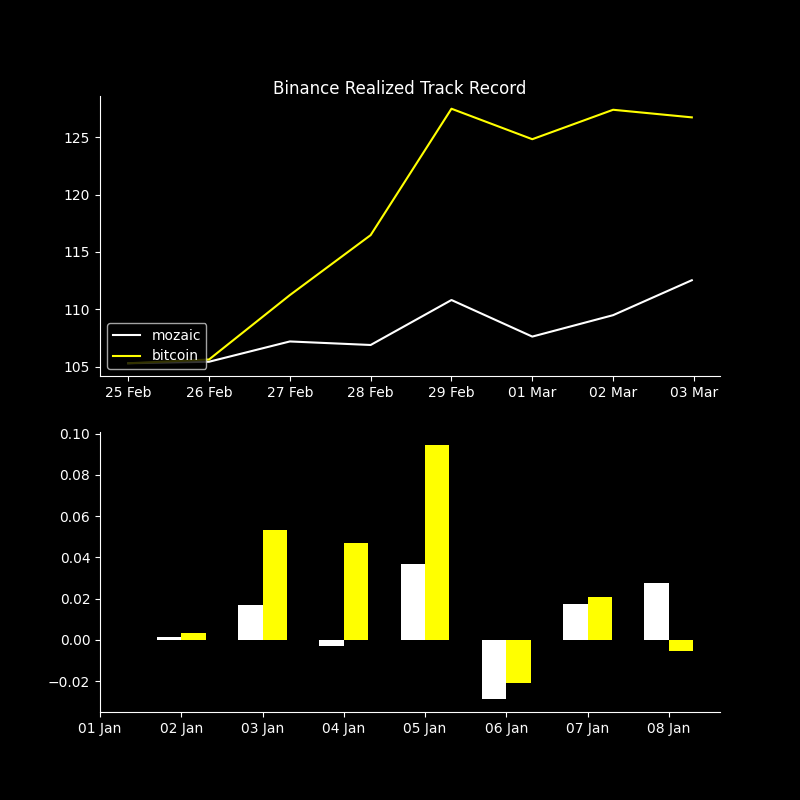 Binance Realized Track Record
125
120
115
110
105
mozaic
bitcoin
25 Feb 26 Feb 27 Feb 28 Feb 29 Feb 01 Mar 02 Mar 03 Mar
0.10
0.08
0.06
0.04
0.02
0.00
−0.02
01 Jan 02 Jan 03 Jan 04 Jan 05 Jan 06 Jan 07 Jan 08 Jan